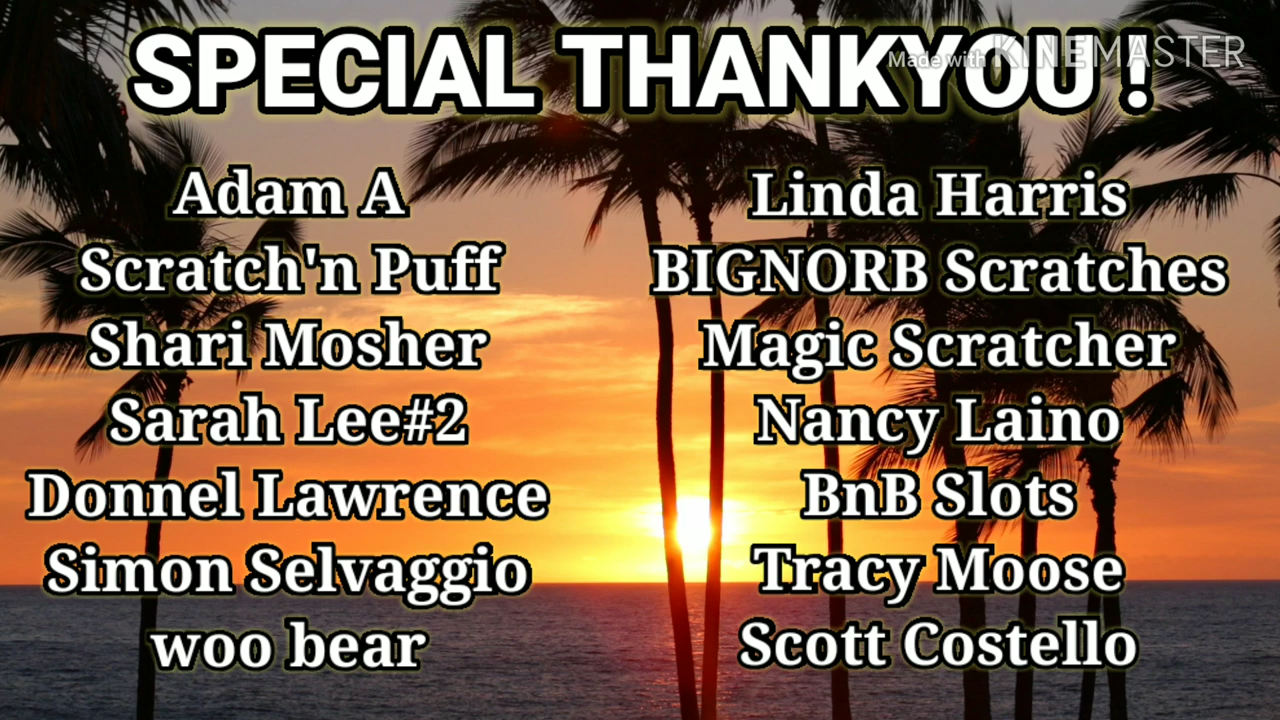 SPECIAL THANKYOU !
Made with KINEMASTER
Adam A
Scratch'n Puff
Shari Mosher
Sarah Lee#2
Donnel Lawrence
Simon Selvaggio
woo bear
Linda Harris
BIGNORB Scratches
Magic Scratcher
Nancy Laino
BnB Slots
Tracy Moose
Scott Costello